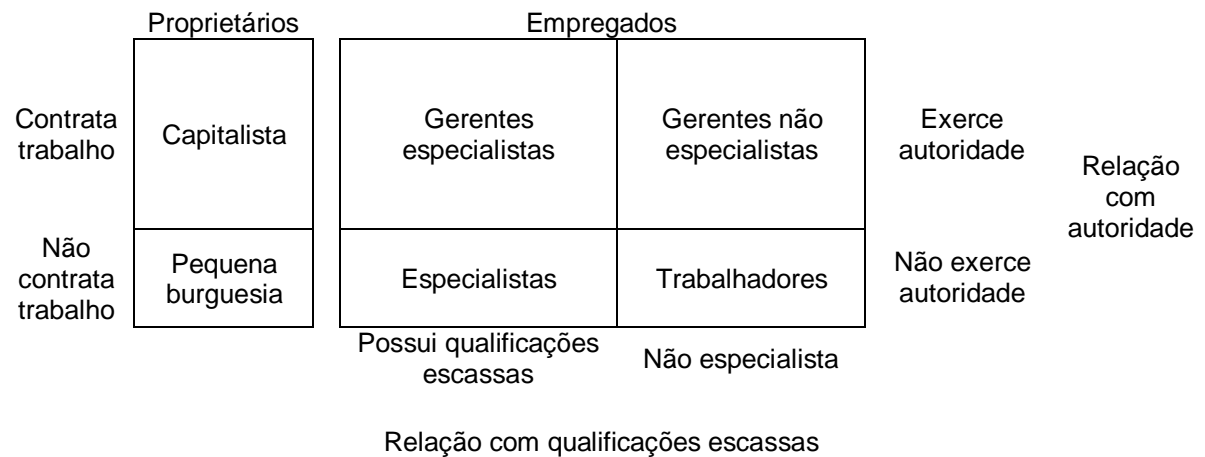 Proprietários
Empregados
Contrata
trabalho
Capitalista
Gerentes
especialistas
Gerentes não
especialistas
Exerce
autoridade
Relação
com
autoridade
Não
contrata
trabalho
Pequena
burguesia
Especialistas
Trabalhadores
Não exerce
autoridade
Possui qualificações
escassas
Não especialista
Relação com qualificações escassas